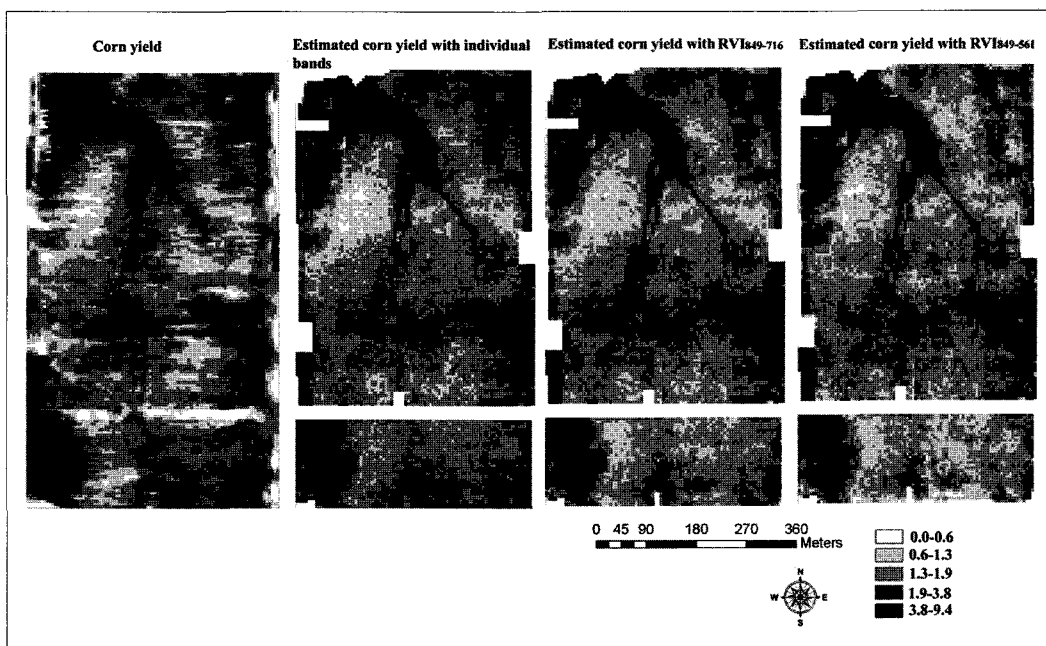 Corn yield
Estimated corn yield with individual
bands
Estimated corn yield with RVI849-716
Estimated corn yield with RVI849-561
0 45 90 180 270 360
Meters
N
W E
S
0.0-0.6
0.6-1.3
1.3-1.9
1.9-3.8
3.8-9.4